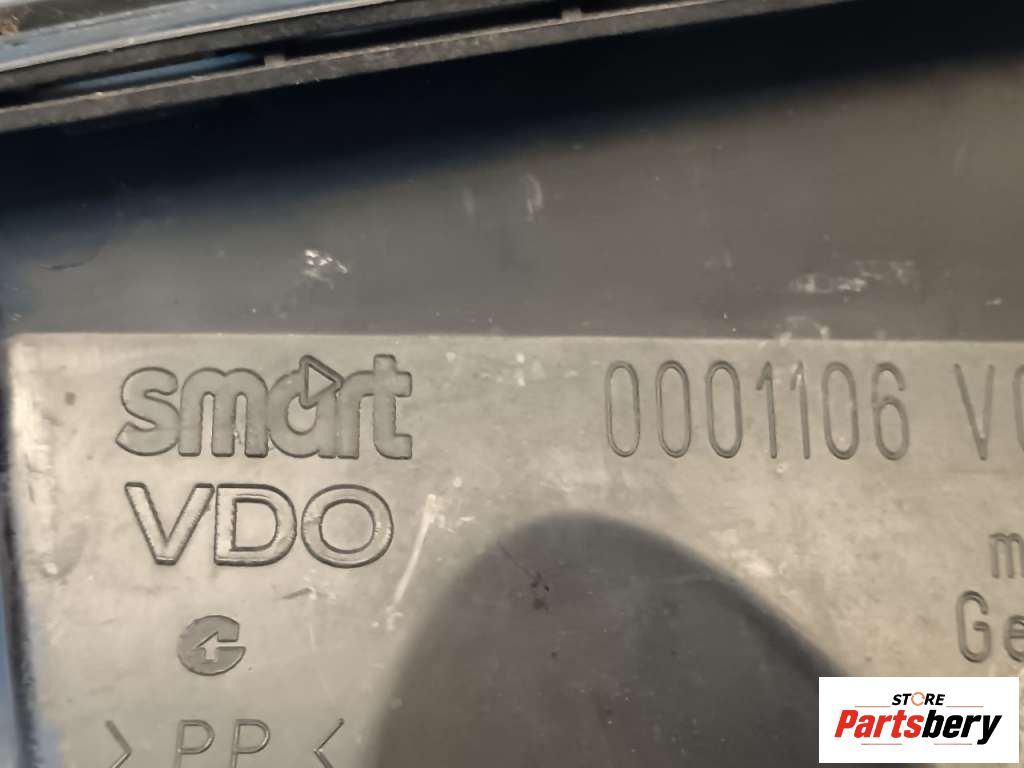 smart
0001106 V
VDO
m
Ge
> PP <
STORE
Partsbery